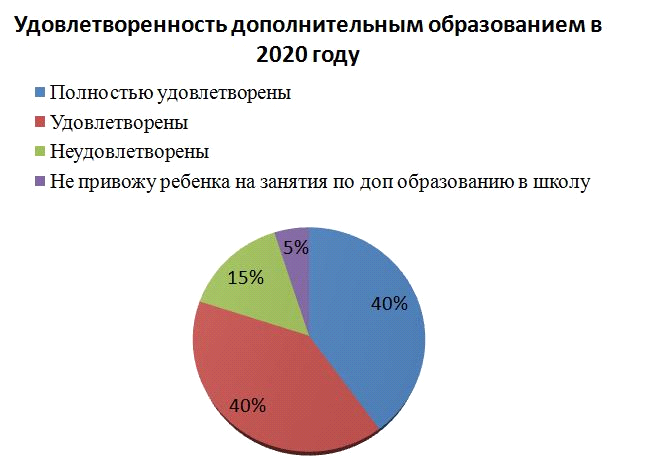 Удовлетворенность дополнительным образованием в
2020 году
Полностью удовлетворены
Удовлетворены
Неудовлетворены
Не привожу ребенка на занятия по доп образованию в школу
5%
15%
40%
40%